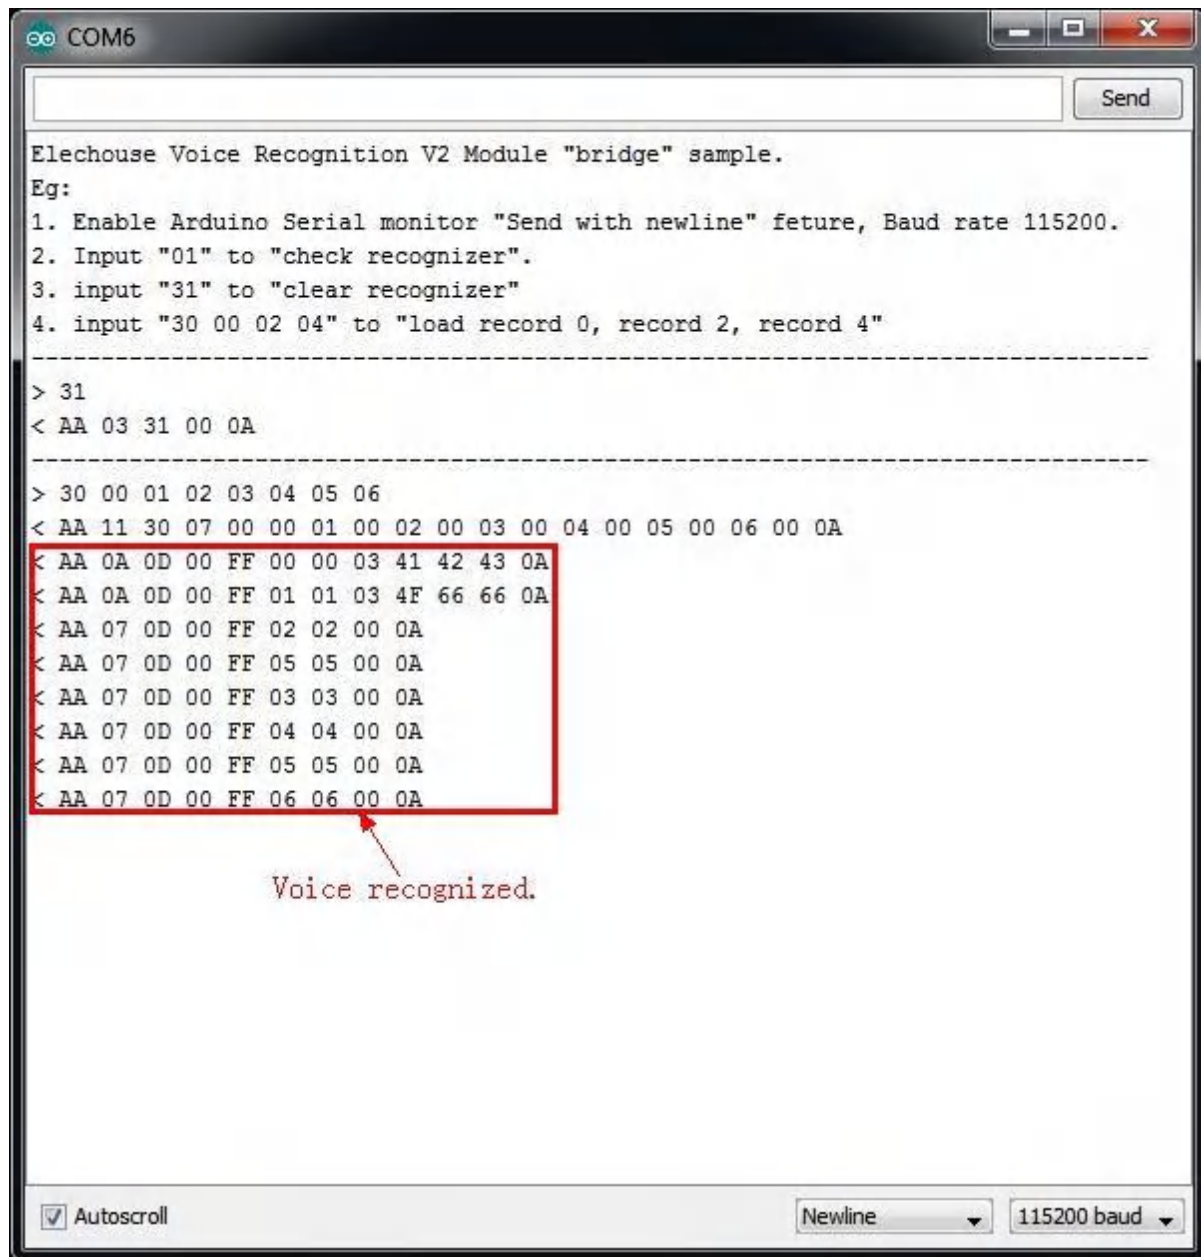 COM6
Send
Elechouse Voice Recognition V2 Module "bridge" sample.
Eg:
1. Enable Arduino Serial monitor "Send with newline" feture, Baud rate 115200.
2. Input "01" to "check recognizer".
3. input "31" to "clear recognizer"
4. input "30 00 02 04" to "load record 0, record 2, record 4"
--------------------------------------------------------------------------------
> 31
< AA 03 31 00 0A
--------------------------------------------------------------------------------
> 30 00 01 02 03 04 05 06
< AA 11 30 07 00 00 01 00 02 00 03 00 04 00 05 00 06 00 0A
< AA 0A 0D 00 FF 00 00 03 41 42 43 0A
< AA 0A 0D 00 FF 01 01 03 4F 66 66 0A
< AA 07 0D 00 FF 02 02 00 0A
< AA 07 0D 00 FF 05 05 00 0A
< AA 07 0D 00 FF 03 03 00 0A
< AA 07 0D 00 FF 04 04 00 0A
< AA 07 0D 00 FF 05 05 00 0A
< AA 07 0D 00 FF 06 06 00 0A
Voice recognized.
Autoscroll
Newline
115200 baud